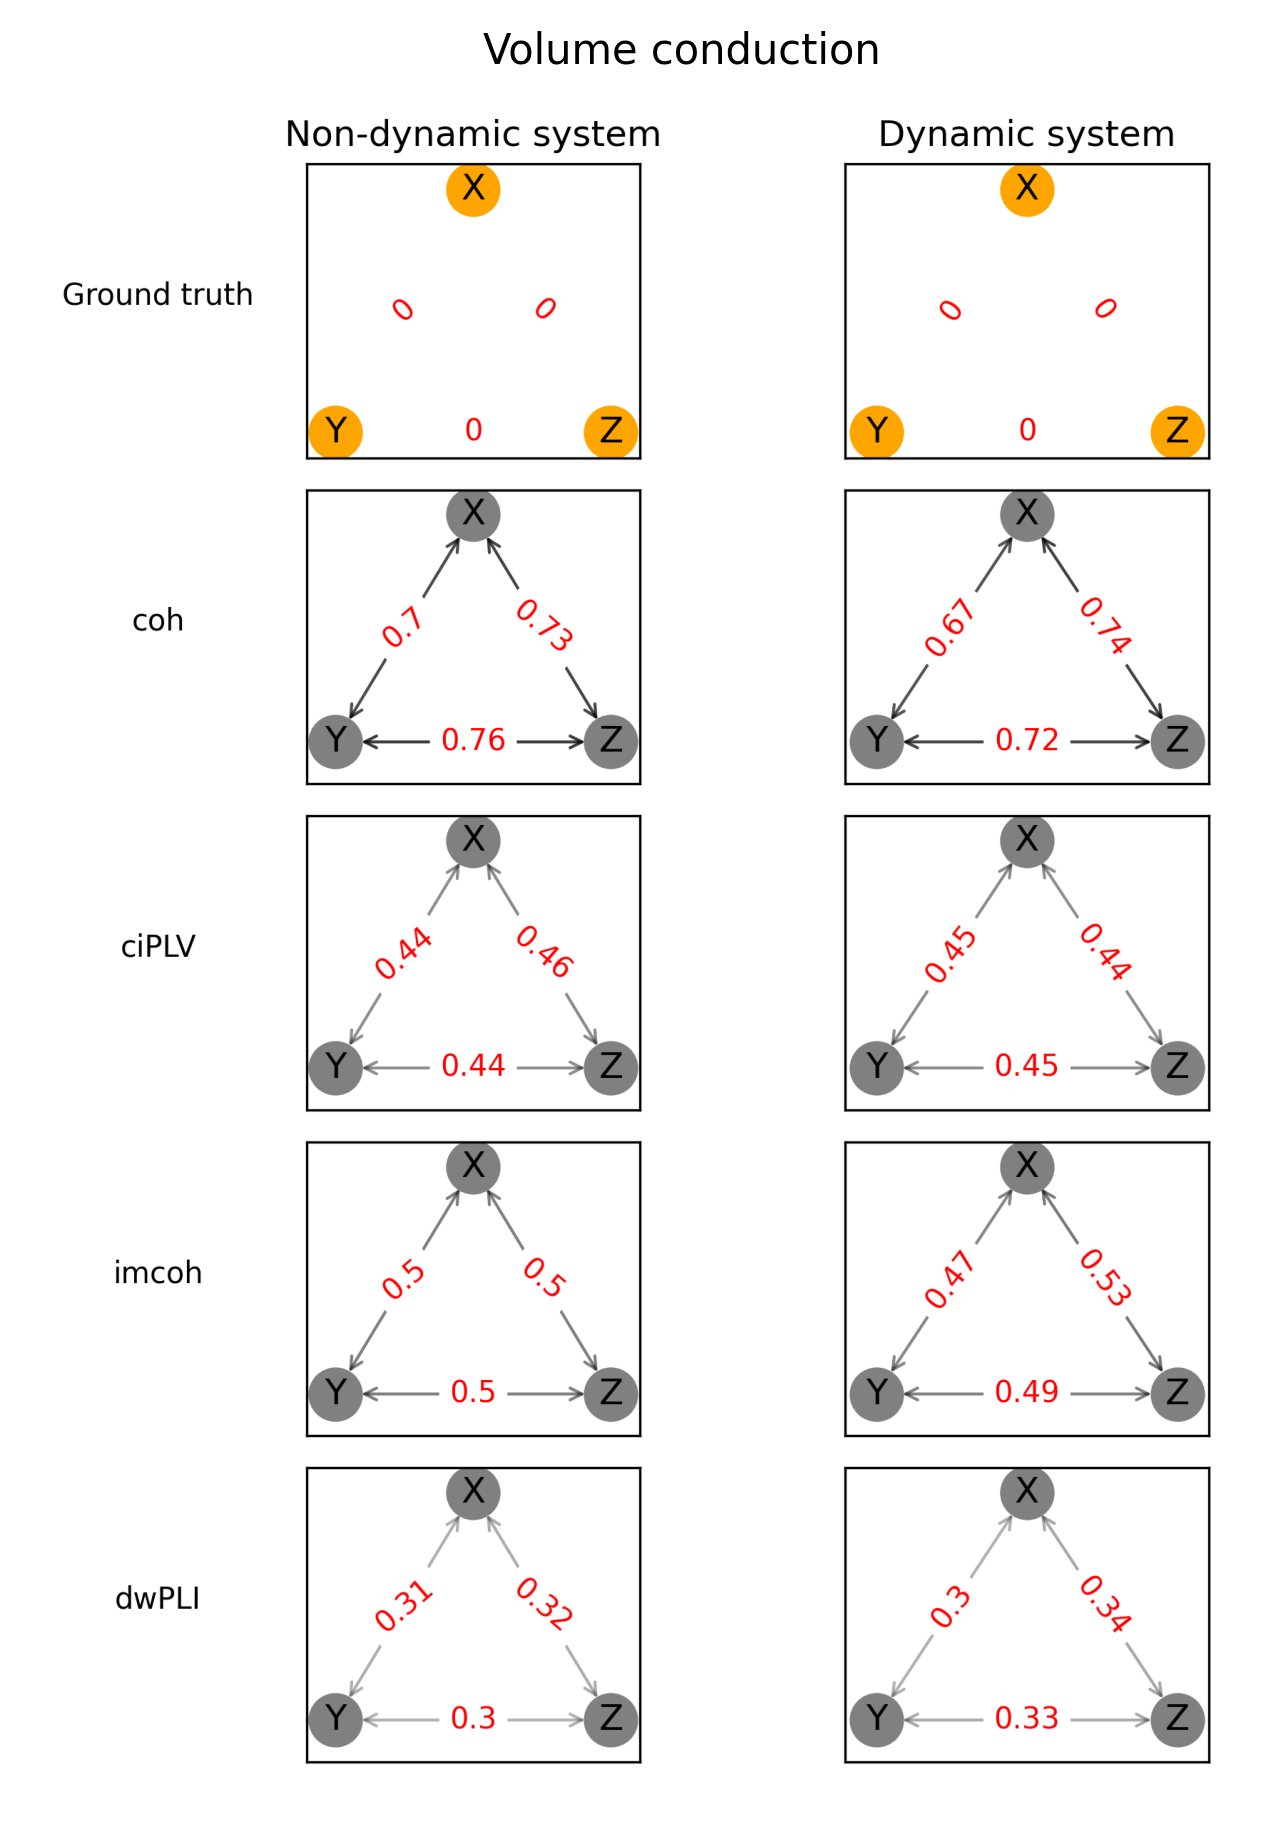 Volume conduction
Non-dynamic system Dynamic system
X X
Ground truth 0 0 0 0
Y 0 Z Y 0 Z
X X
coh 0.7 0.73 0.67 0.74
Y 0.76 Z Y 0.72 Z
X X
ciPLV 0.44 0.46 0.45 0.44
Y 0.44 Z Y 0.45 Z
X X
imcoh 0.5 0.5 0.47 0.53
Y 0.5 Z Y 0.49 Z
X X
dwPLI 0.31 0.32 0.3 0.34
Y 0.3 Z Y 0.33 Z